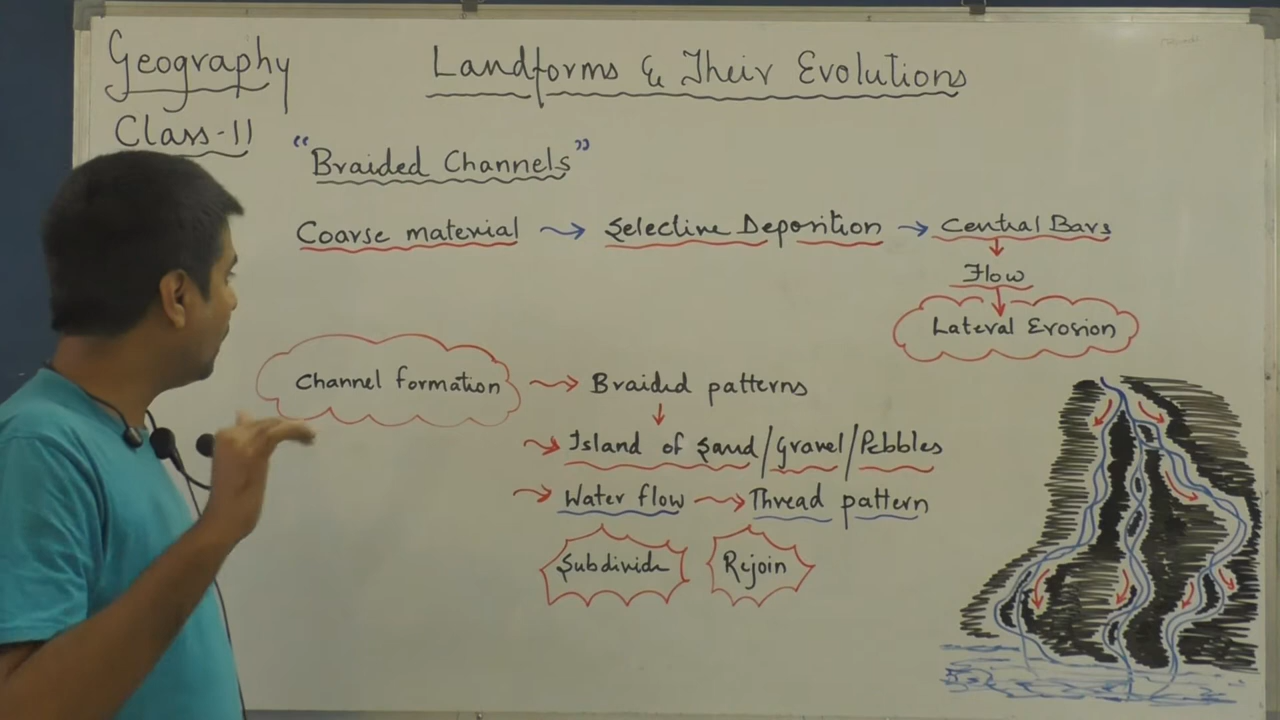 Geography
Class-11
Landforms & Their Evolutions
"Braided Channels"
Coarse material → Selective Deposition → Central Bars
Flow
Lateral Erosion
Channel formation → Braided patterns
→ Island of Sand/Gravel/Pebbles
→ Water flow → Thread pattern
Subdivide Rejoin